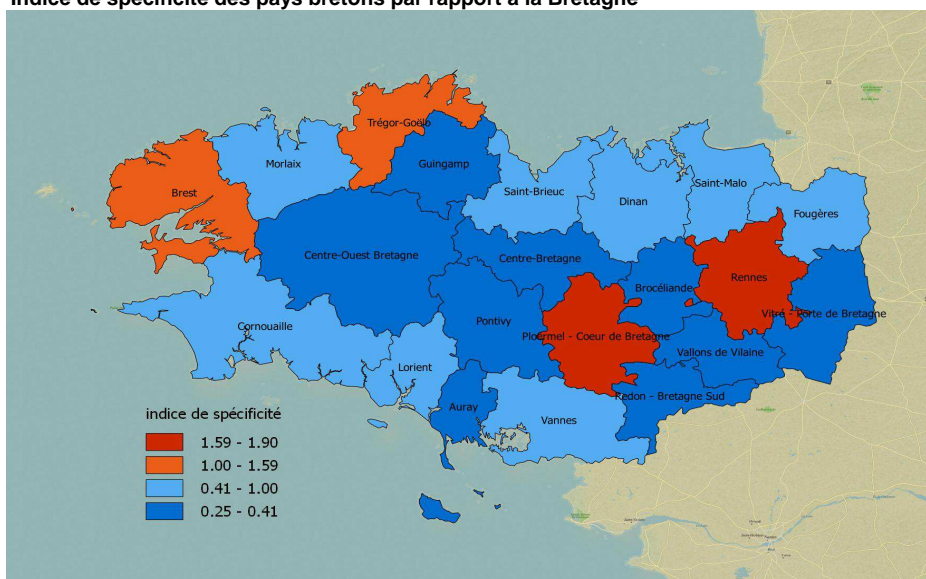 Indice de spécificité des pays bretons par rapport à la Bretagne
Trégor-Goëlo
Morlaix
Guingamp
Brest
Saint-Brieuc
Saint-Malo
Dinan
Fougères
Centre-Ouest Bretagne
Centre-Bretagne
Rennes
Brocéliande
Pontivy
Vitré - Porte de Bretagne
Cornouaille
Ploërmel - Coeur de Bretagne
Vallons de Vilaine
Lorient
Redon - Bretagne Sud
Auray
Vannes
indice de spécificité
1.59 - 1.90
1.00 - 1.59
0.41 - 1.00
0.25 - 0.41